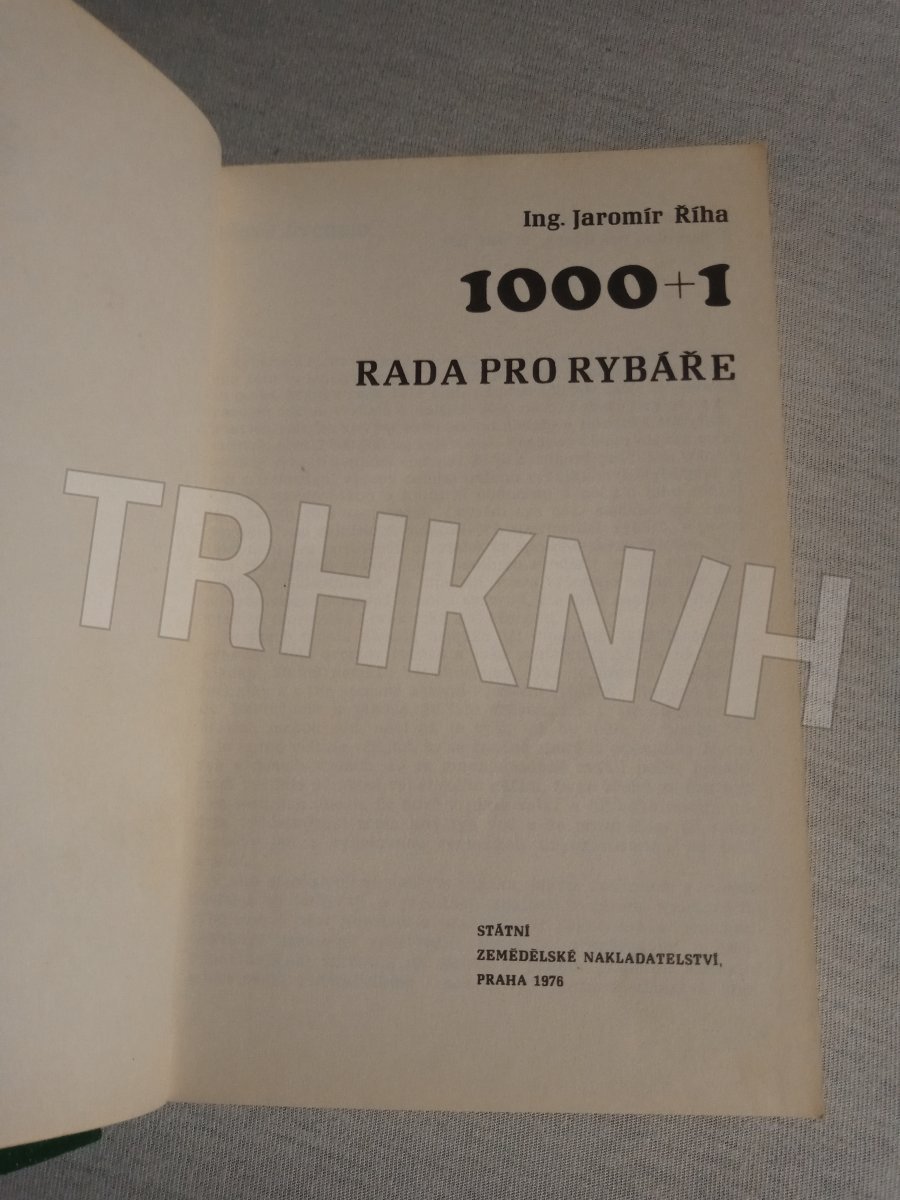 Ing. Jaromír Říha
1000+1
RADA PRO RYBÁŘE
TRHKNIH
STÁTNÍ
ZEMĚDĚLSKÉ NAKLADATELSTVÍ,
PRAHA 1976